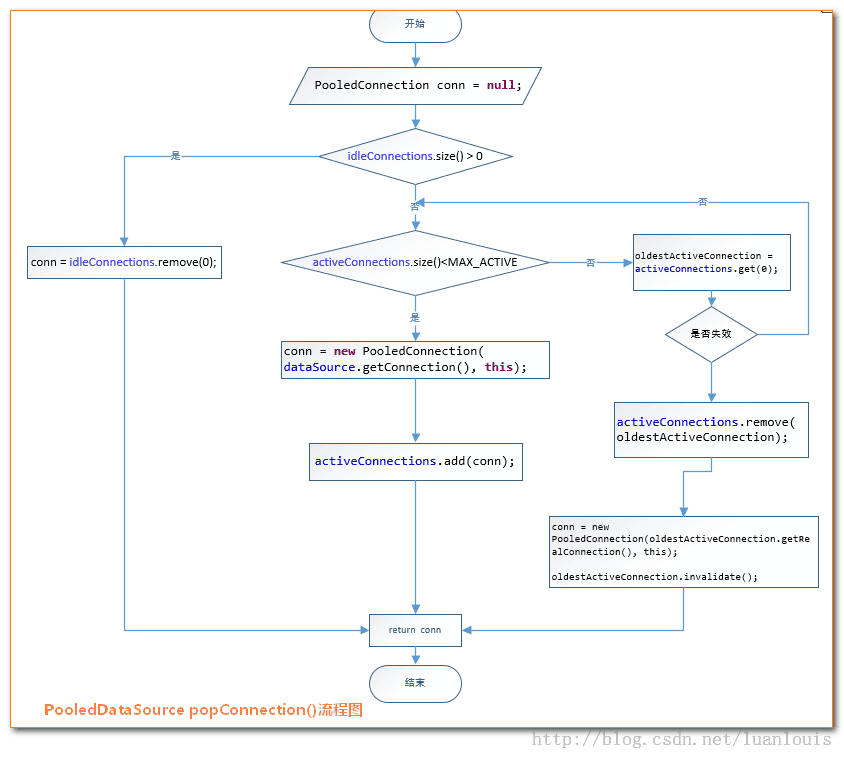 开始
PooledConnection conn = null;
idleConnections.size() > 0
是
否
否
conn = idleConnections.remove(0);
activeConnections.size()<MAX_ACTIVE
否
oldestActiveConnection =
activeConnections.get(0);
是
是否失效
conn = new PooledConnection(
dataSource.getConnection(), this);
activeConnections.remove(
oldestActiveConnection);
activeConnections.add(conn);
conn = new
PooledConnection(oldestActiveConnection.getRe
alConnection(), this);
oldestActiveConnection.invalidate();
return conn
结束
PooledDataSource popConnection()流程图
http://blog.csdn.net/luanlouis